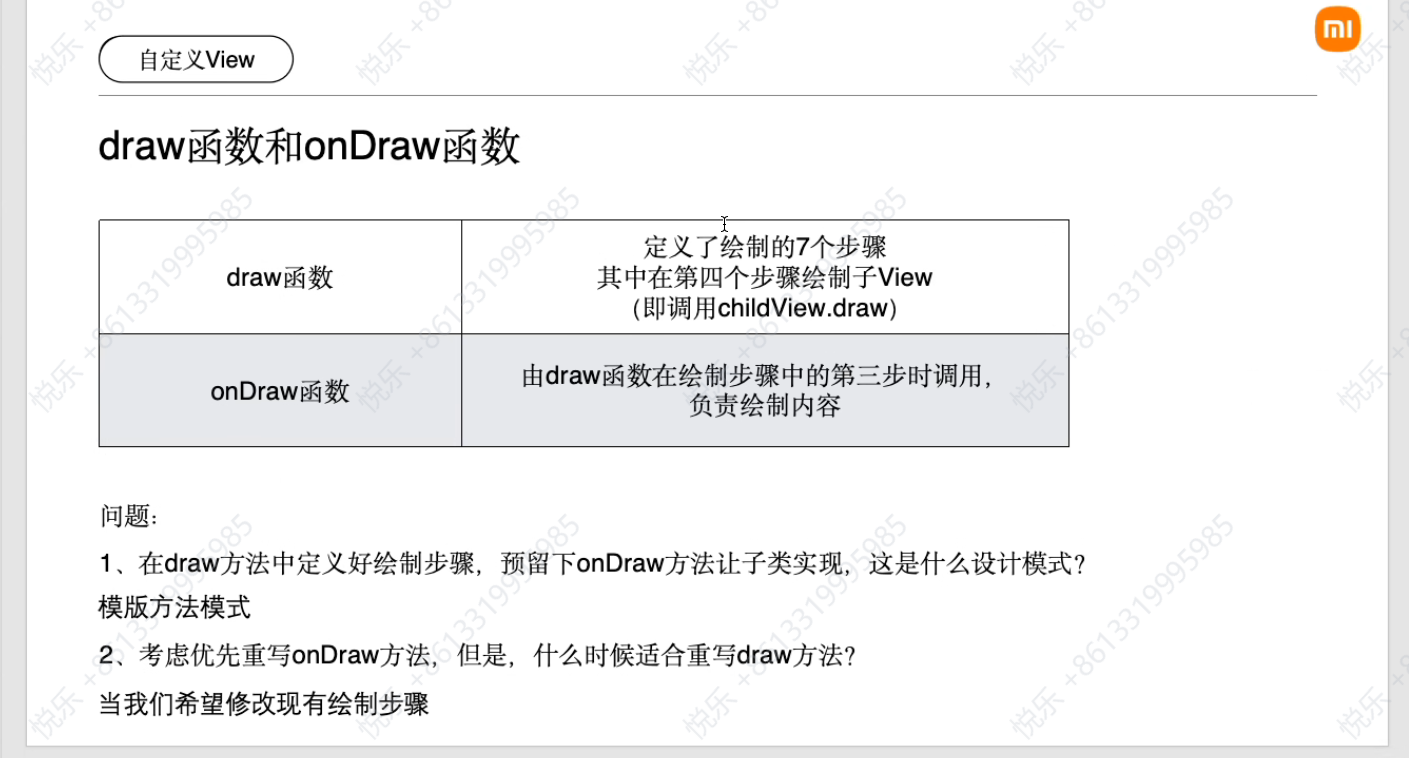 自定义View
draw函数和onDraw函数
draw函数
定义了绘制的7个步骤
其中在第四个步骤绘制子View
（即调用childView.draw）
onDraw函数
由draw函数在绘制步骤中的第三步时调用，
负责绘制内容
问题：
1、在draw方法中定义好绘制步骤，预留下onDraw方法让子类实现，这是什么设计模式？
模版方法模式
2、考虑优先重写onDraw方法，但是，什么时候适合重写draw方法？
当我们希望修改现有绘制步骤
悦乐 +8613319995985